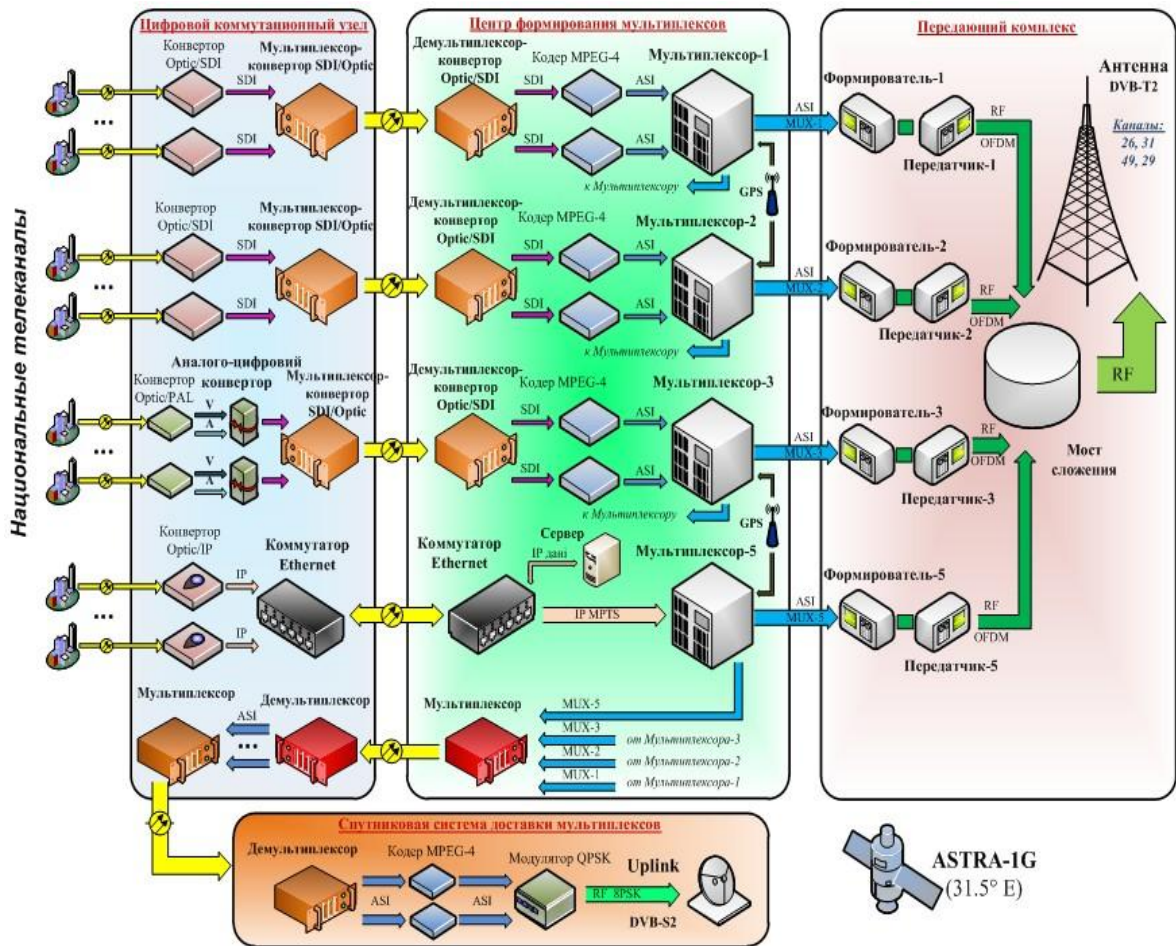 Цифровой коммутационный узел
Центр формирования мультиплексов
Передающий комплекс
Национальные телеканалы
Конвертор
Optic/SDI
Мультиплексор-
конвертор SDI/Optic
SDI
SDI
...
Демультиплексор-
конвертор
Optic/SDI
Кодер MPEG-4
Мультиплексор-1
SDI
ASI
SDI
ASI
к Мультиплексору
GPS
ASI
MUX-1
Формирователь-1
Передатчик-1
RF
OFDM
Антенна
DVB-T2
Каналы:
26, 31
49, 29
Конвертор
Optic/SDI
Мультиплексор-
конвертор SDI/Optic
SDI
SDI
...
Демультиплексор-
конвертор
Optic/SDI
Кодер MPEG-4
Мультиплексор-2
SDI
ASI
SDI
ASI
к Мультиплексору
ASI
MUX-2
Формирователь-2
Передатчик-2
RF
OFDM
RF
Мост
сложения
Аналого-цифровий
конвертор
Конвертор
Optic/PAL
V
A
V
A
...
Мультиплексор-
конвертор
SDI/Optic
Демультиплексор-
конвертор
Optic/SDI
Кодер MPEG-4
Мультиплексор-3
SDI
ASI
SDI
ASI
к Мультиплексору
GPS
ASI
MUX-3
Формирователь-3
Передатчик-3
RF
OFDM
Конвертор
Optic/IP
IP
IP
...
Коммутатор
Ethernet
Коммутатор
Ethernet
Сервер
IP дані
IP MPTS
Мультиплексор-5
ASI
MUX-5
Формирователь-5
Передатчик-5
RF
OFDM
Мультиплексор
ASI
...
Демультиплексор
Мультиплексор
MUX-5
MUX-3
от Мультиплексора-3
MUX-2
от Мультиплексора-2
MUX-1
от Мультиплексора-1
Спутниковая система доставки мультиплексов
Демультиплексор
Кодер MPEG-4
Модулятор QPSK
Uplink
ASI
ASI
RF 8PSK
DVB-S2
ASTRA-1G
(31.5° E)